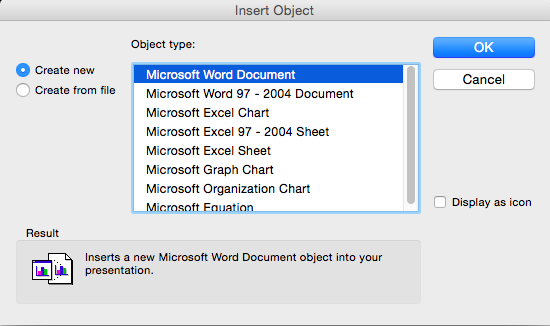 Insert Object
Object type:
Create new
Create from file
Microsoft Word Document
Microsoft Word 97 - 2004 Document
Microsoft Excel Chart
Microsoft Excel 97 - 2004 Sheet
Microsoft Excel Sheet
Microsoft Graph Chart
Microsoft Organization Chart
Microsoft Equation
OK
Cancel
Display as icon
Result
Inserts a new Microsoft Word Document object into your
presentation.